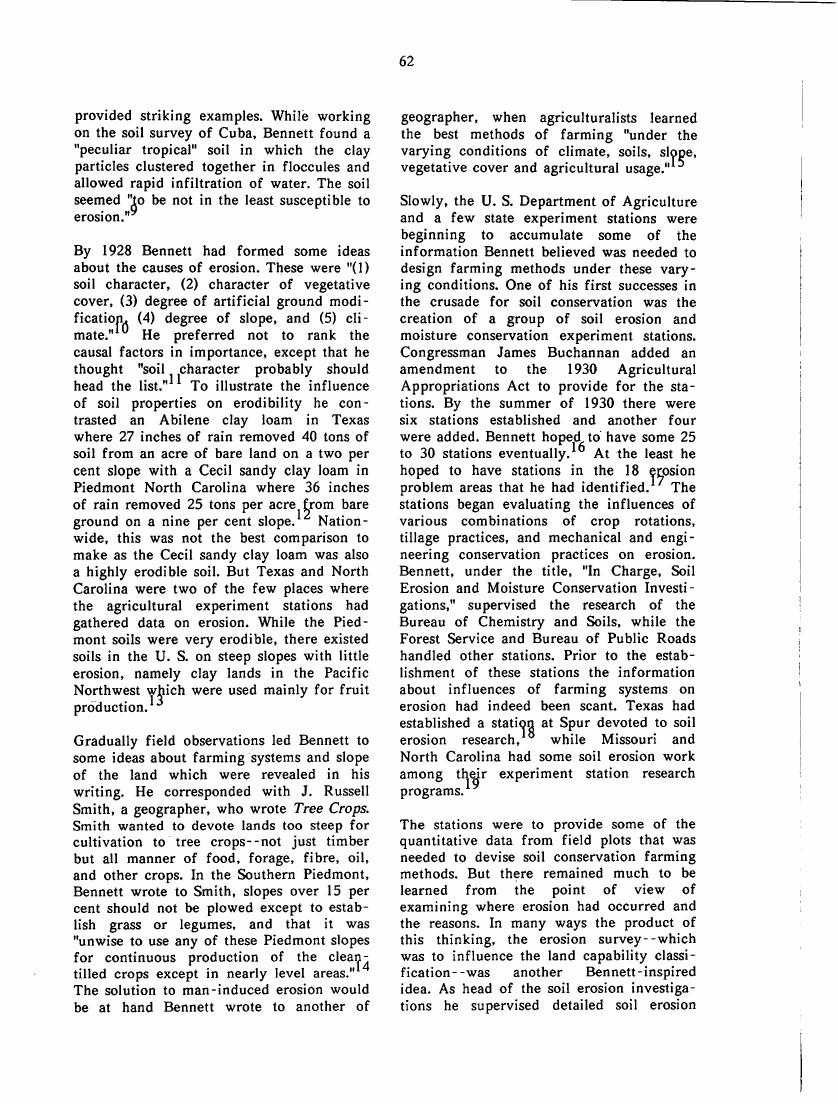 62
provided striking examples. While working
on the soil survey of Cuba, Bennett found a
"peculiar tropical" soil in which the clay
particles clustered together in floccules and
allowed rapid infiltration of water. The soil
seemed "to be not in the least susceptible to
erosion."9
By 1928 Bennett had formed some ideas
about the causes of erosion. These were "(1)
soil character, (2) character of vegetative
cover, (3) degree of artificial ground modi-
fication, (4) degree of slope, and (5) cli-
mate."10 He preferred not to rank the
causal factors in importance, except that he
thought "soil character probably should
head the list."11 To illustrate the influence
of soil properties on erodibility he con-
trasted an Abilene clay loam in Texas
where 27 inches of rain removed 40 tons of
soil from an acre of bare land on a two per
cent slope with a Cecil sandy clay loam in
Piedmont North Carolina where 36 inches
of rain removed 25 tons per acre from bare
ground on a nine per cent slope.12 Nation-
wide, this was not the best comparison to
make as the Cecil sandy clay loam was also
a highly erodible soil. But Texas and North
Carolina were two of the few places where
the agricultural experiment stations had
gathered data on erosion. While the Pied-
mont soils were very erodible, there existed
soils in the U. S. on steep slopes with little
erosion, namely clay lands in the Pacific
Northwest which were used mainly for fruit
production.13
Gradually field observations led Bennett to
some ideas about farming systems and slope
of the land which were revealed in his
writing. He corresponded with J. Russell
Smith, a geographer, who wrote Tree Crops.
Smith wanted to devote lands too steep for
cultivation to tree crops--not just timber
but all manner of food, forage, fibre, oil,
and other crops. In the Southern Piedmont,
Bennett wrote to Smith, slopes over 15 per
cent should not be plowed except to estab-
lish grass or legumes, and that it was
"unwise to use any of these Piedmont slopes
for continuous production of the clean-
tilled crops except in nearly level areas."14
The solution to man-induced erosion would
be at hand Bennett wrote to another of
geographer, when agriculturalists learned
the best methods of farming "under the
varying conditions of climate, soils, slope,
vegetative cover and agricultural usage."15
Slowly, the U. S. Department of Agriculture
and a few state experiment stations were
beginning to accumulate some of the
information Bennett believed was needed to
design farming methods under these vary-
ing conditions. One of his first successes in
the crusade for soil conservation was the
creation of a group of soil erosion and
moisture conservation experiment stations.
Congressman James Buchannan added an
amendment to the 1930 Agricultural
Appropriations Act to provide for the sta-
tions. By the summer of 1930 there were
six stations established and another four
were added. Bennett hoped to have some 25
to 30 stations eventually.16 At the least he
hoped to have stations in the 18 erosion
problem areas that he had identified.17 The
stations began evaluating the influences of
various combinations of crop rotations,
tillage practices, and mechanical and engi-
neering conservation practices on erosion.
Bennett, under the title, "In Charge, Soil
Erosion and Moisture Conservation Investi-
gations," supervised the research of the
Bureau of Chemistry and Soils, while the
Forest Service and Bureau of Public Roads
handled other stations. Prior to the estab-
lishment of these stations the information
about influences of farming systems on
erosion had indeed been scant. Texas had
established a station at Spur devoted to soil
erosion research,18 while Missouri and
North Carolina had some soil erosion work
among their experiment station research
programs.19
The stations were to provide some of the
quantitative data from field plots that was
needed to devise soil conservation farming
methods. But there remained much to be
learned from the point of view of
examining where erosion had occurred and
the reasons. In many ways the product of
this thinking, the erosion survey--which
was to influence the land capability classi-
fication--was another Bennett-inspired
idea. As head of the soil erosion investiga-
tions he supervised detailed soil erosion